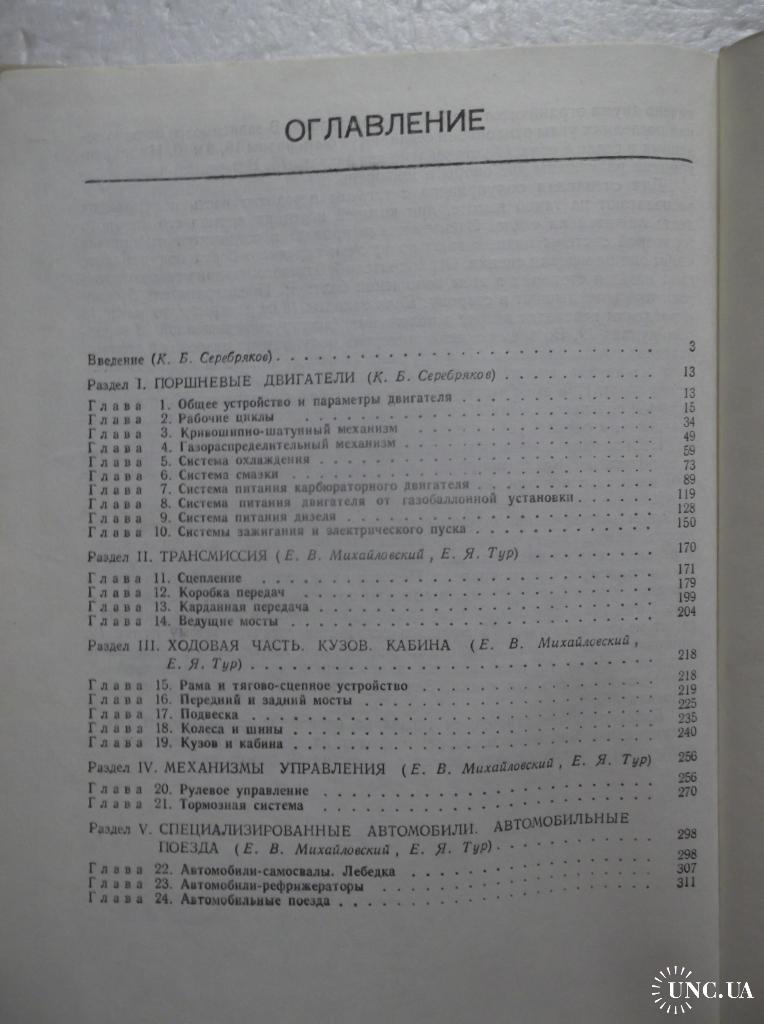 ОГЛАВЛЕНИЕ
Введение (К. Б. Серебряков) . . . . . . . . . . . . . . . . . . . . . . . . . . . . 3
Раздел I. ПОРШНЕВЫЕ ДВИГАТЕЛИ (К. Б. Серебряков) . . . . . . . . . . . 13
Глава 1. Общее устройство и параметры двигателя . . . . . . . . . . . . 13
Глава 2. Рабочие циклы . . . . . . . . . . . . . . . . . . . . 15
Глава 3. Кривошипно-шатунный механизм . . . . . . . . . . . . . . . 34
Глава 4. Газораспределительный механизм . . . . . . . . . . . . . . . 49
Глава 5. Система охлаждения . . . . . . . . . . . . . . . . . . . 59
Глава 6. Система смазки . . . . . . . . . . . . . . . . . . . . 73
Глава 7. Система питания карбюраторного двигателя . . . . . . . . . . . 89
Глава 8. Система питания двигателя от газобаллонной установки . . . . . 119
Глава 9. Система питания дизеля . . . . . . . . . . . . . . . . . . 128
Глава 10. Системы зажигания и электрического пуска . . . . . . . . . . . 150
Раздел II. ТРАНСМИССИЯ (Е. В. Михайловский, Е. Я. Тур) . . . . . . . . . 170
Глава 11. Сцепление . . . . . . . . . . . . . . . . . . . . . . 171
Глава 12. Коробка передач . . . . . . . . . . . . . . . . . . . . 179
Глава 13. Карданная передача . . . . . . . . . . . . . . . . . . . 199
Глава 14. Ведущие мосты . . . . . . . . . . . . . . . . . . . . 204
Раздел III. ХОДОВАЯ ЧАСТЬ. КУЗОВ. КАБИНА (Е. В. Михайловский,
Е. Я. Тур) . . . . . . . . . . . . . . . . . . . . . . . . 218
Глава 15. Рама и тягово-сцепное устройство . . . . . . . . . . . . . . 218
Глава 16. Передний и задний мосты . . . . . . . . . . . . . . . . . 219
Глава 17. Подвеска . . . . . . . . . . . . . . . . . . . . . . 225
Глава 18. Колеса и шины . . . . . . . . . . . . . . . . . . . . 235
Глава 19. Кузов и кабина . . . . . . . . . . . . . . . . . . . . 240
Раздел IV. МЕХАНИЗМЫ УПРАВЛЕНИЯ (Е. В. Михайловский, Е. Я. Тур) 256
Глава 20. Рулевое управление . . . . . . . . . . . . . . . . . . . 256
Глава 21. Тормозная система . . . . . . . . . . . . . . . . . . . 270
Раздел V. СПЕЦИАЛИЗИРОВАННЫЕ АВТОМОБИЛИ. АВТОМОБИЛЬНЫЕ
ПОЕЗДА (Е. В. Михайловский, Е. Я. Тур) . . . . . . . . . . . 298
Глава 22. Автомобили-самосвалы. Лебедка . . . . . . . . . . . . . . . 298
Глава 23. Автомобили-рефрижераторы . . . . . . . . . . . . . . . . 307
Глава 24. Автомобильные поезда . . . . . . . . . . . . . . . . . . 311
UNC.UA